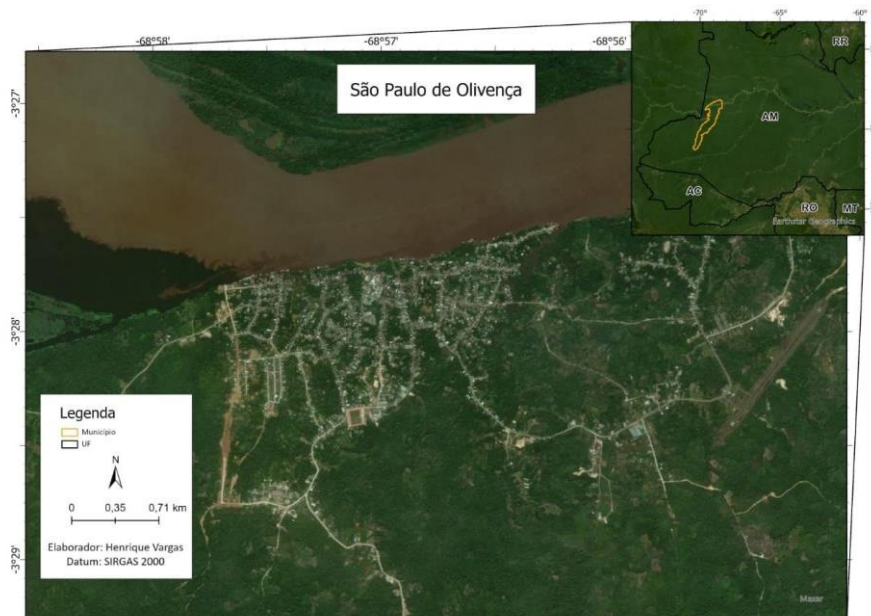 -68°58'
-68°57'
-68°56'
-70°
-65°
-60°
São Paulo de Olivença
RR
AM
AC
RO
MT
Earthstar Geographics
-3°27'
-3°28'
-3°29'
Legenda
Município
UF
N
0 0,35 0,71 km
Elaborador: Henrique Vargas
Datum: SIRGAS 2000
Maxar